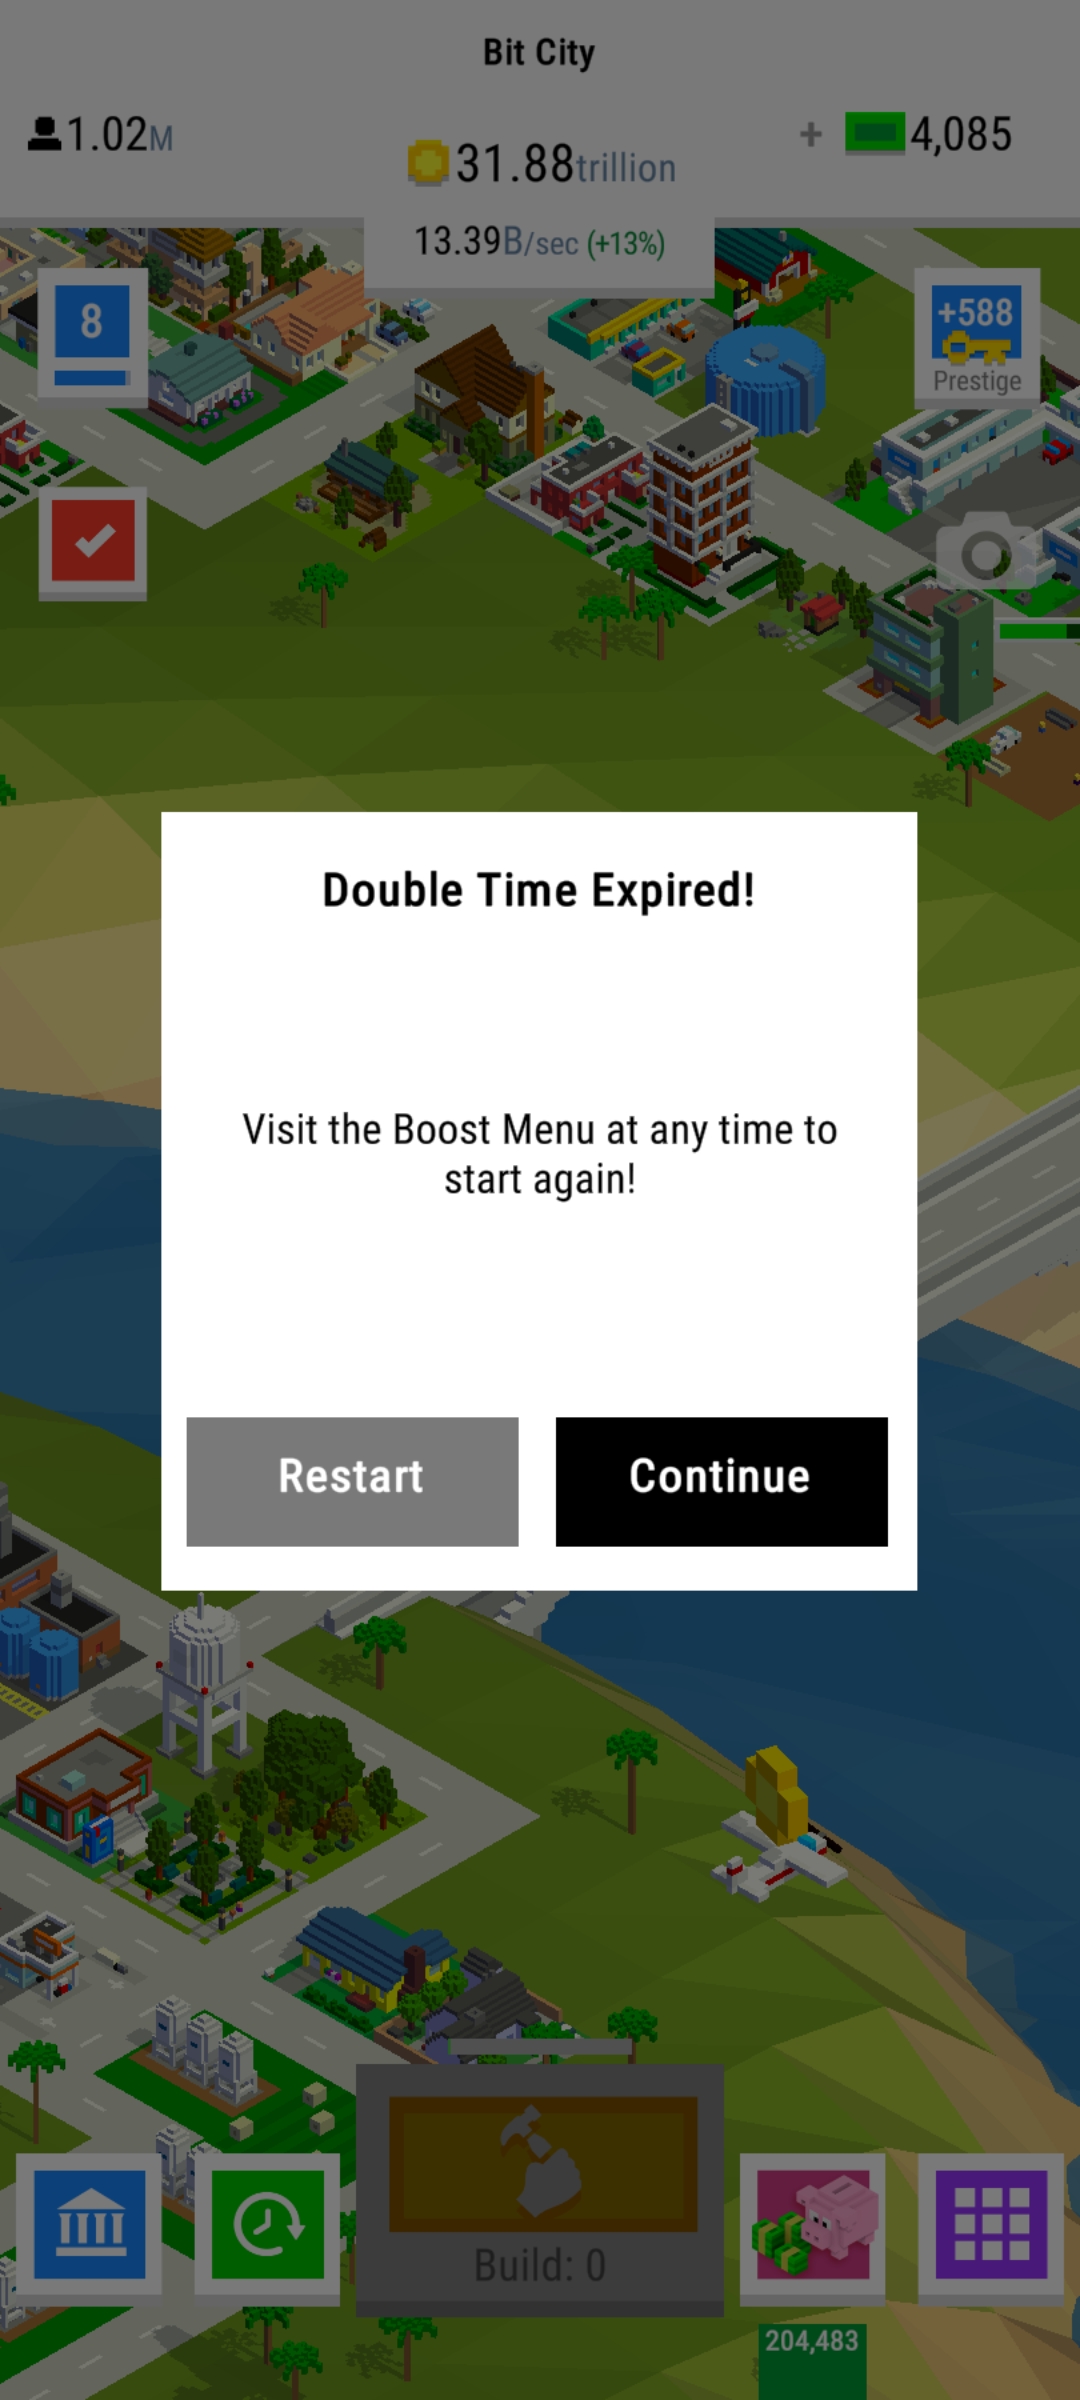 Bit City
1.02M
31.88trillion
+ 4,085
13.39B/sec (+13%)
8
+588
Prestige
Double Time Expired!
Visit the Boost Menu at any time to
start again!
Restart
Continue
Build: 0
204,483